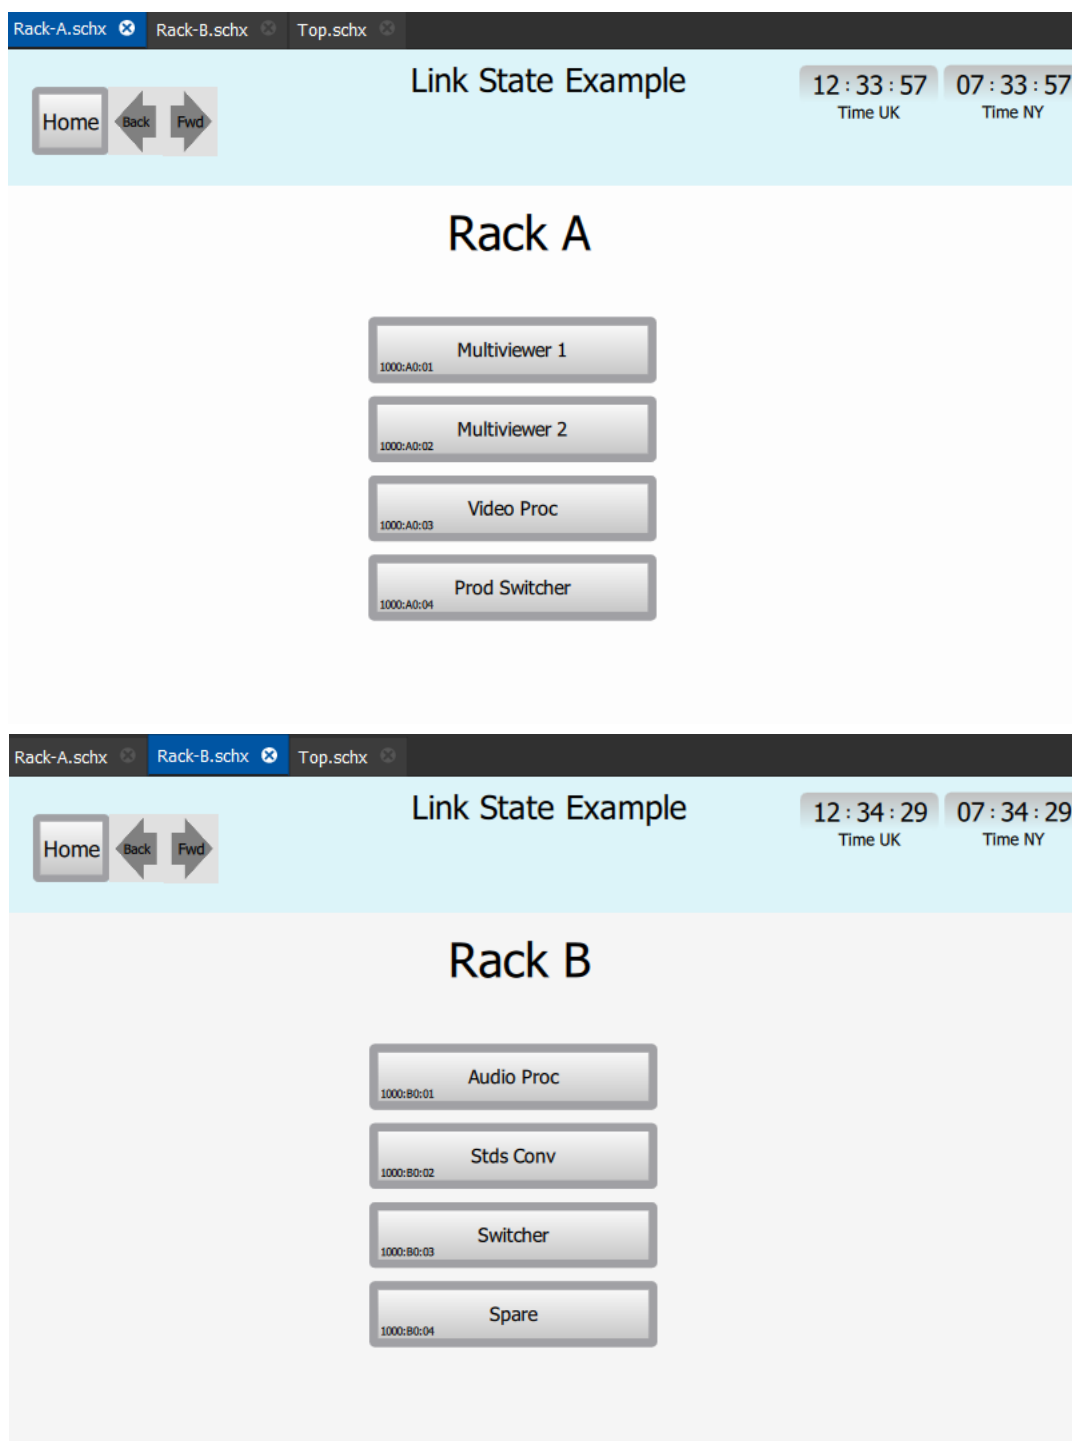 Rack-A.schx Rack-B.schx Top.schx
Link State Example
12:33:57 07:33:57
Time UK Time NY
Home Back Fwd
Rack A
Multiviewer 1
1000:A0:01
Multiviewer 2
1000:A0:02
Video Proc
1000:A0:03
Prod Switcher
1000:A0:04
Rack-A.schx Rack-B.schx Top.schx
Link State Example
12:34:29 07:34:29
Time UK Time NY
Home Back Fwd
Rack B
Audio Proc
1000:B0:01
Stds Conv
1000:B0:02
Switcher
1000:B0:03
Spare
1000:B0:04